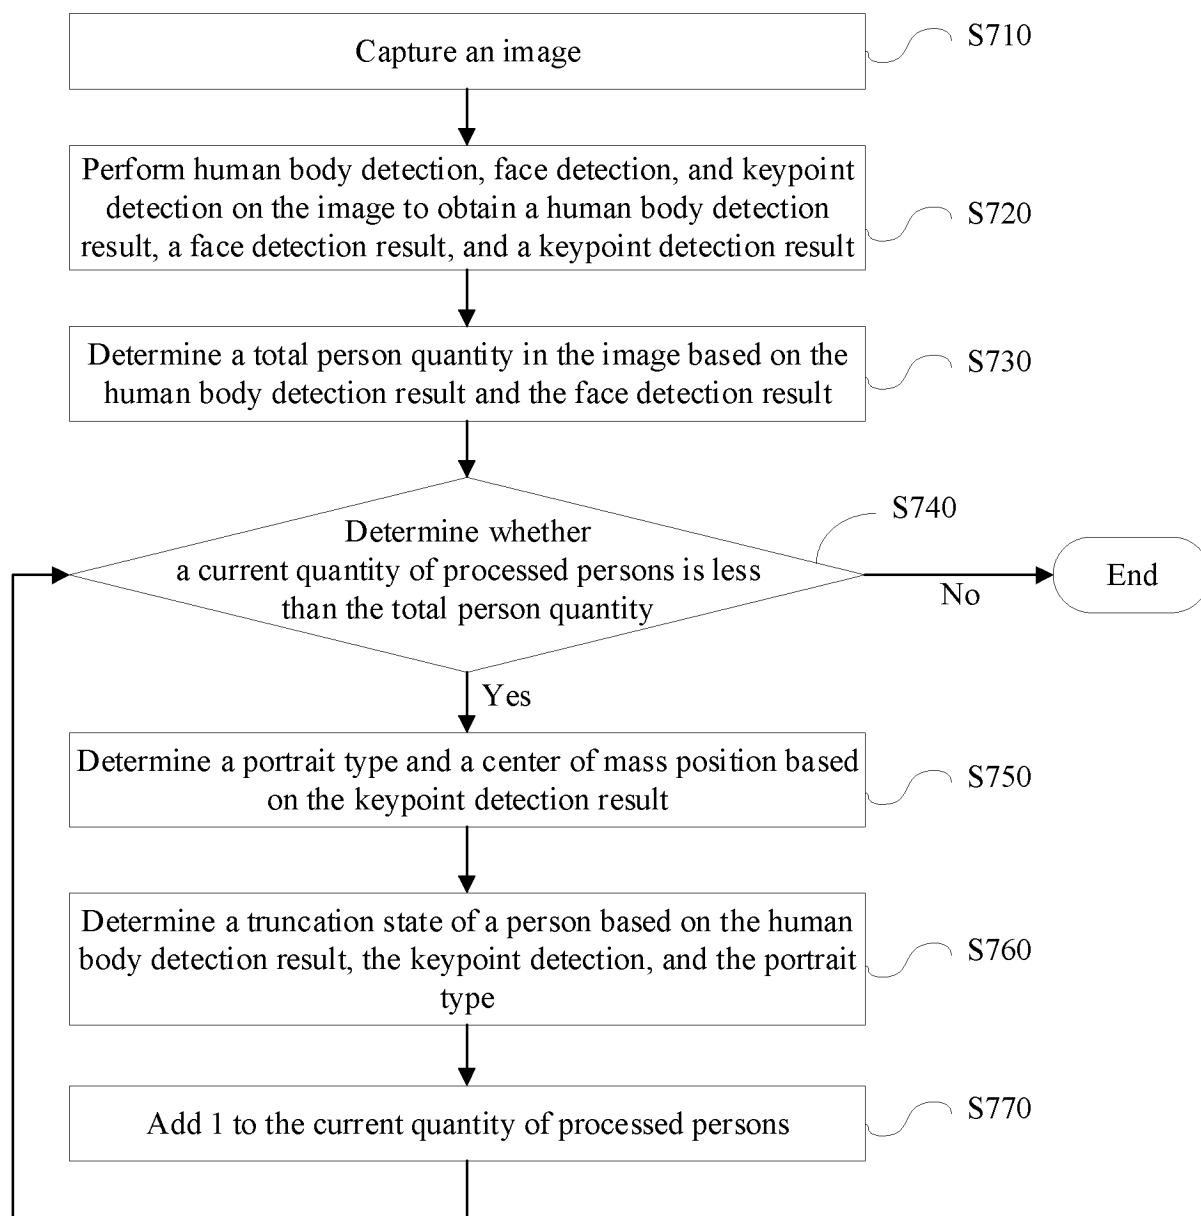 Capture an image
S710
Perform human body detection, face detection, and keypoint
detection on the image to obtain a human body detection
result, a face detection result, and a keypoint detection result
S720
Determine a total person quantity in the image based on the
human body detection result and the face detection result
S730
Determine whether
a current quantity of processed persons is less
than the total person quantity
S740
No
End
Yes
Determine a portrait type and a center of mass position based
on the keypoint detection result
S750
Determine a truncation state of a person based on the human
body detection result, the keypoint detection, and the portrait
type
S760
Add 1 to the current quantity of processed persons
S770